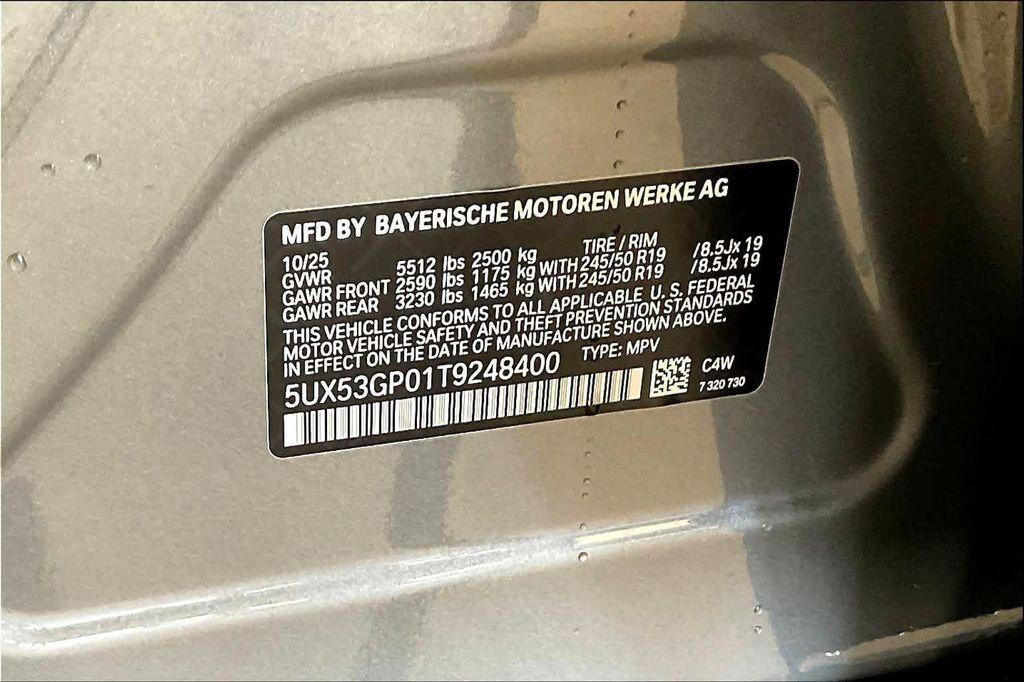 MFD BY BAYERISCHE MOTOREN WERKE AG
10/25 TIRE / RIM
GVWR 5512 lbs 2500 kg
GAWR FRONT 2590 lbs 1175 kg WITH 245/50 R19 /8.5Jx 19
GAWR REAR 3230 lbs 1465 kg WITH 245/50 R19 /8.5Jx 19
THIS VEHICLE CONFORMS TO ALL APPLICABLE U. S. FEDERAL
MOTOR VEHICLE SAFETY AND THEFT PREVENTION STANDARDS
IN EFFECT ON THE DATE OF MANUFACTURE SHOWN ABOVE.
5UX53GP01T9248400 TYPE: MPV
C4W
7 320 730